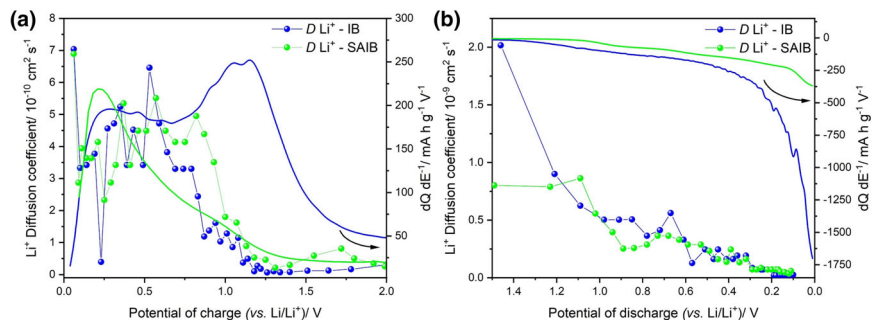 (a)
D Li⁺ - IB
D Li⁺ - SAIB
Li⁺ Diffusion coefficient/ 10⁻¹⁰ cm² s⁻¹
8
7
6
5
4
3
2
1
0
300
250
200
150
100
50
0
dQ dE⁻¹/ mA h g⁻¹ V⁻¹
0.0 0.5 1.0 1.5 2.0
Potential of charge (vs. Li/Li⁺)/ V
(b)
D Li⁺ - IB
D Li⁺ - SAIB
Li⁺ Diffusion coefficient/ 10⁻⁹ cm² s⁻¹
2.0
1.5
1.0
0.5
0.0
0
-250
-500
-750
-1000
-1250
-1500
-1750
dQ dE⁻¹/ mA h g⁻¹ V⁻¹
1.5 1.4 1.2 1.0 0.8 0.6 0.4 0.2 0.0
Potential of discharge (vs. Li/Li⁺)/ V